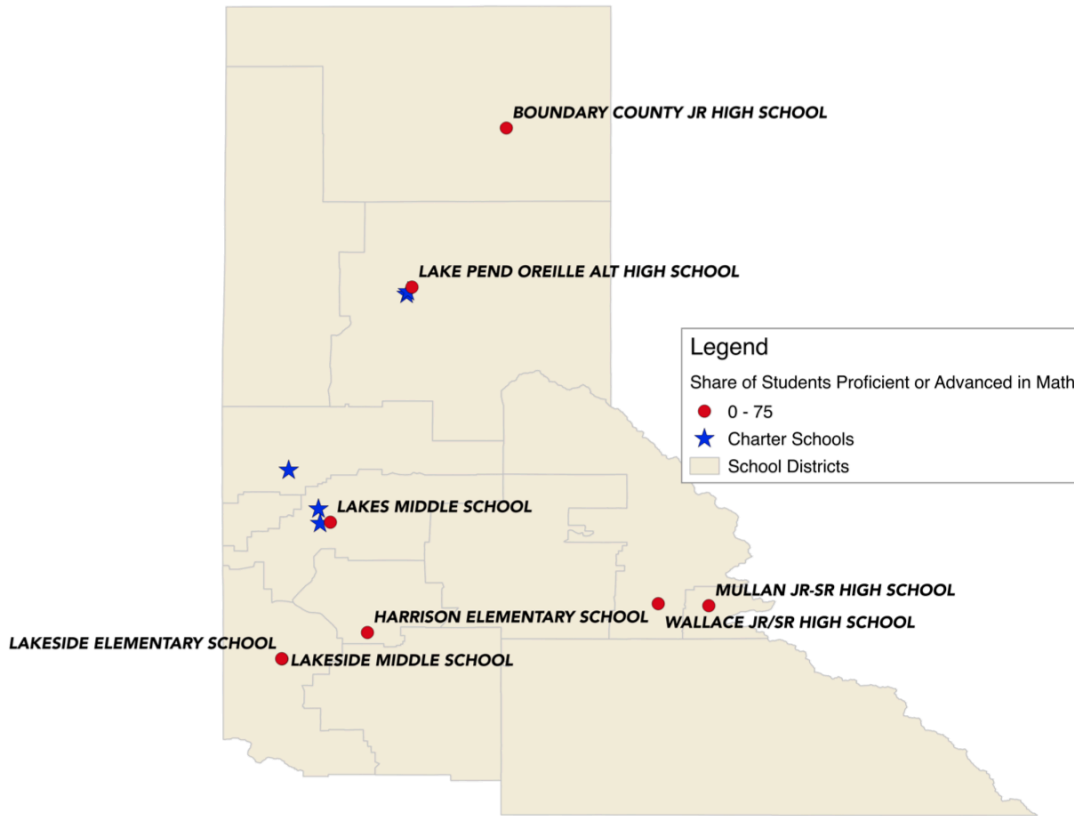 BOUNDARY COUNTY JR HIGH SCHOOL
LAKE PEND OREILLE ALT HIGH SCHOOL
Legend
Share of Students Proficient or Advanced in Math
0 - 75
Charter Schools
School Districts
LAKES MIDDLE SCHOOL
MULLAN JR-SR HIGH SCHOOL
HARRISON ELEMENTARY SCHOOL
WALLACE JR/SR HIGH SCHOOL
LAKESIDE ELEMENTARY SCHOOL
LAKESIDE MIDDLE SCHOOL